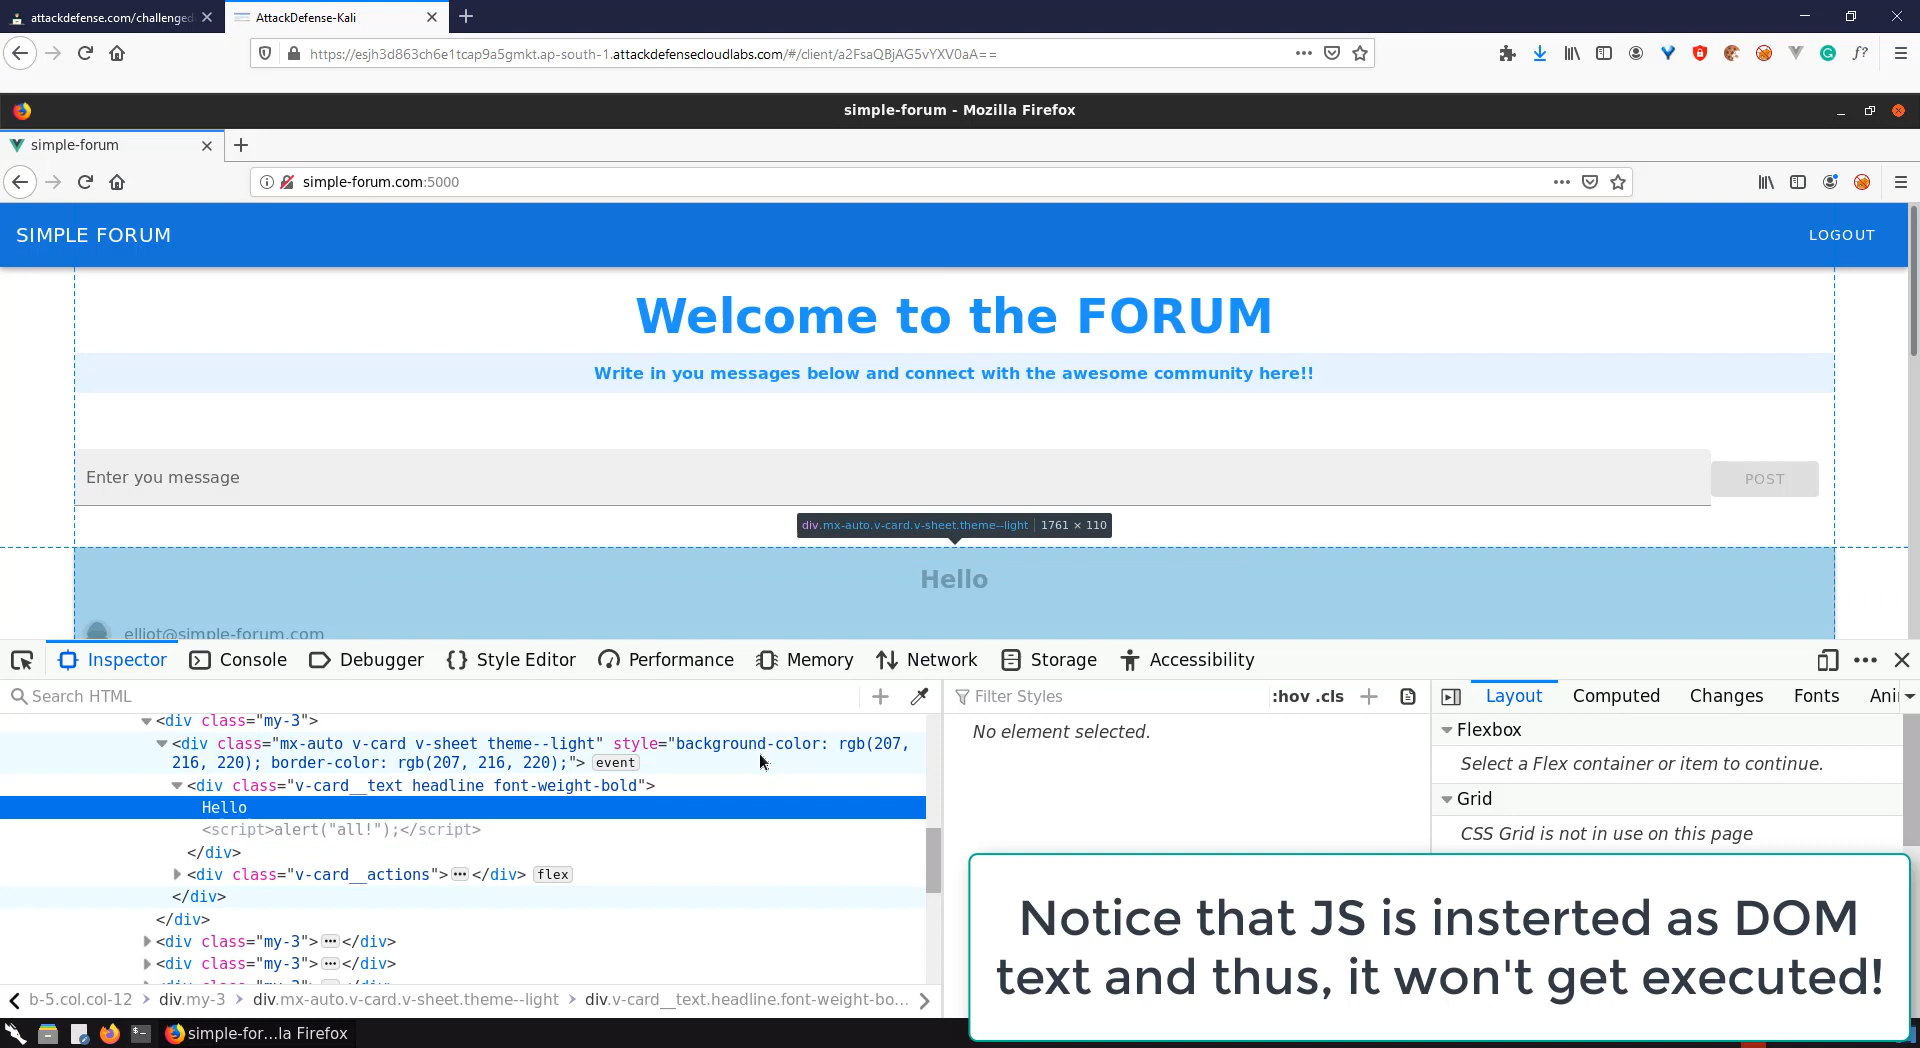 attackdefense.com/challenged
AttackDefense-Kali
https://esjh3d863ch6e1tcap9a5gmkt.ap-south-1.attackdefensecloudlabs.com/#/client/a2FsaQBjAG5vYXV0aA==
f?
simple-forum - Mozilla Firefox
simple-forum
simple-forum.com:5000
SIMPLE FORUM
LOGOUT
Welcome to the FORUM
Write in you messages below and connect with the awesome community here!!
Enter you message
POST
div.mx-auto.v-card.v-sheet.theme--light 1761 × 110
Hello
elliot@simple-forum.com
Inspector Console Debugger Style Editor Performance Memory Network Storage Accessibility
Search HTML
Filter Styles
:hov .cls
Layout Computed Changes Fonts Ani
<div class="my-3">
<div class="mx-auto v-card v-sheet theme--light" style="background-color: rgb(207,
216, 220); border-color: rgb(207, 216, 220);"> event
<div class="v-card__text headline font-weight-bold">
Hello
<script>alert("all!");</script>
</div>
<div class="v-card__actions">•••</div> flex
</div>
</div>
<div class="my-3">•••</div>
<div class="my-3">•••</div>
No element selected.
Flexbox
Select a Flex container or item to continue.
Grid
CSS Grid is not in use on this page
b-5.col.col-12 div.my-3 div.mx-auto.v-card.v-sheet.theme--light div.v-card__text.headline.font-weight-bo...
Notice that JS is insterted as DOM
text and thus, it won't get executed!
simple-for...la Firefox